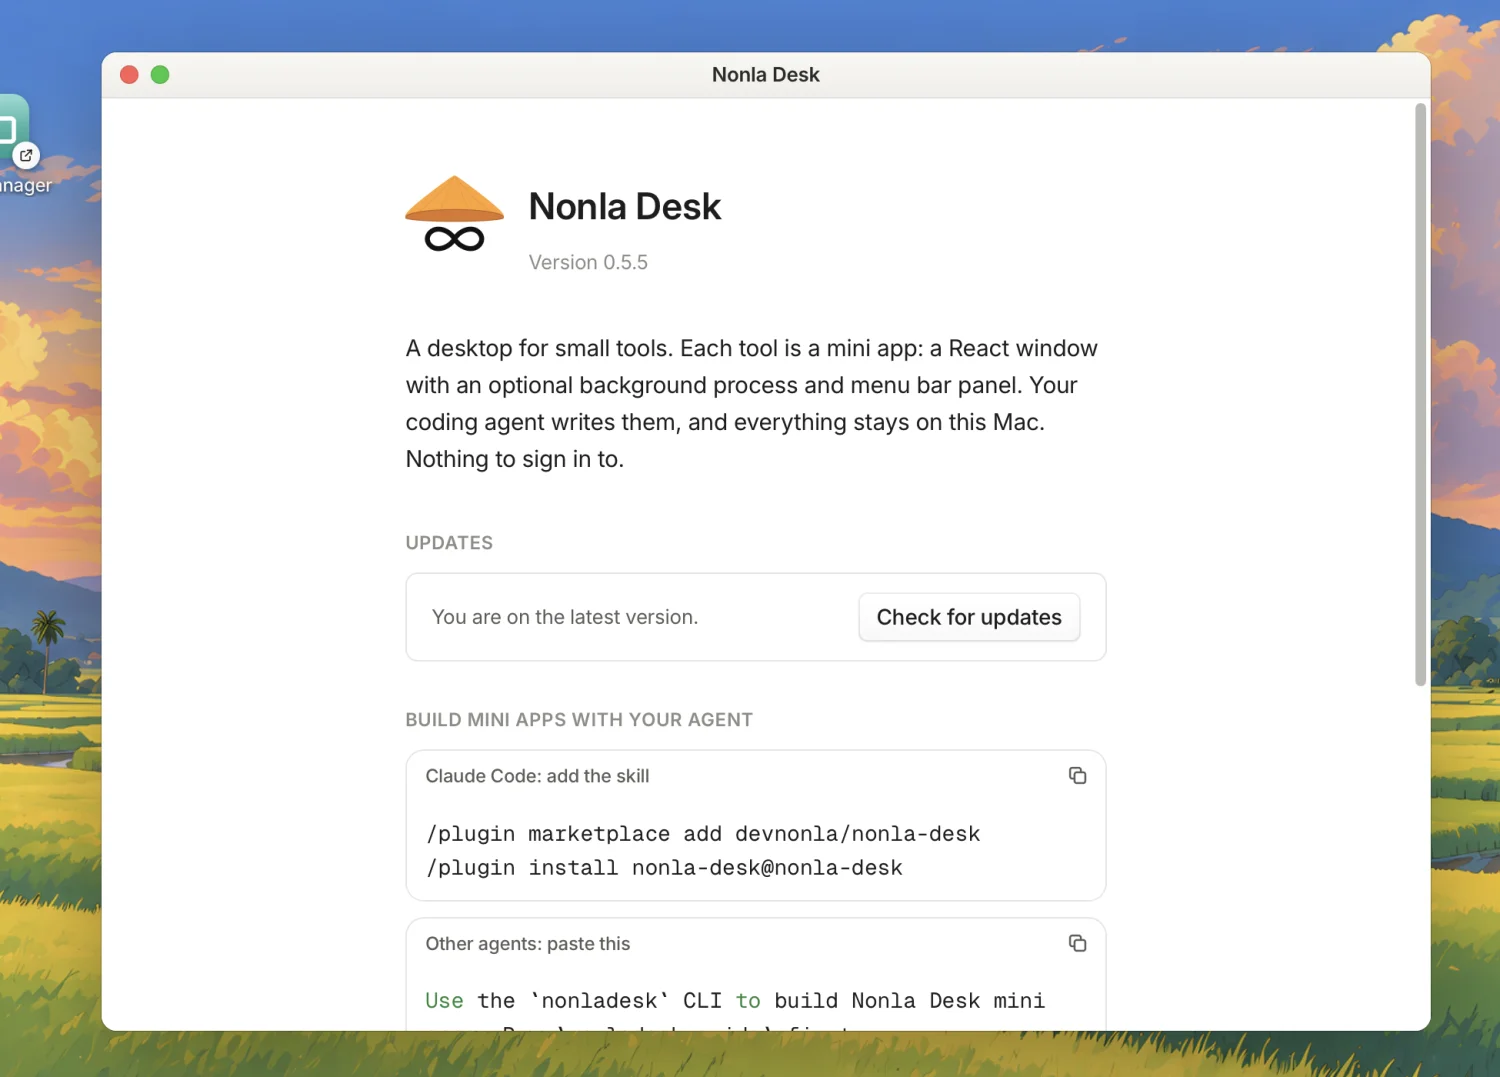 Nonla Desk
nager
Nonla Desk
Version 0.5.5
A desktop for small tools. Each tool is a mini app: a React window
with an optional background process and menu bar panel. Your
coding agent writes them, and everything stays on this Mac.
Nothing to sign in to.
UPDATES
You are on the latest version.
Check for updates
BUILD MINI APPS WITH YOUR AGENT
Claude Code: add the skill
/plugin marketplace add devnonla/nonla-desk
/plugin install nonla-desk@nonla-desk
Other agents: paste this
Use the `nonladesk` CLI to build Nonla Desk mini